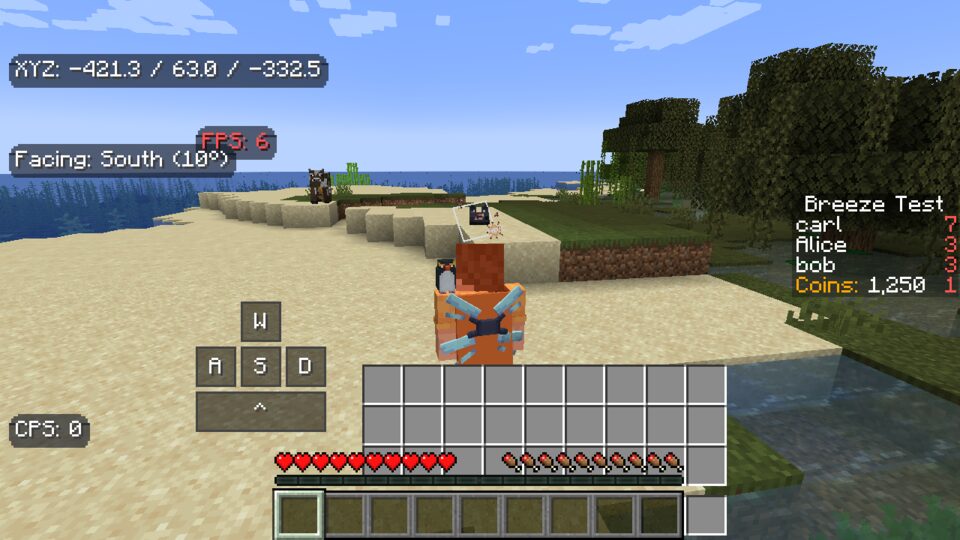 XYZ: -421.3 / 63.0 / -332.5
FPS: 6
Facing: South (10°)
Breeze Test
carl 7
Alice 3
bob 3
Coins: 1,250 1
W
A S D
^
CPS: 0